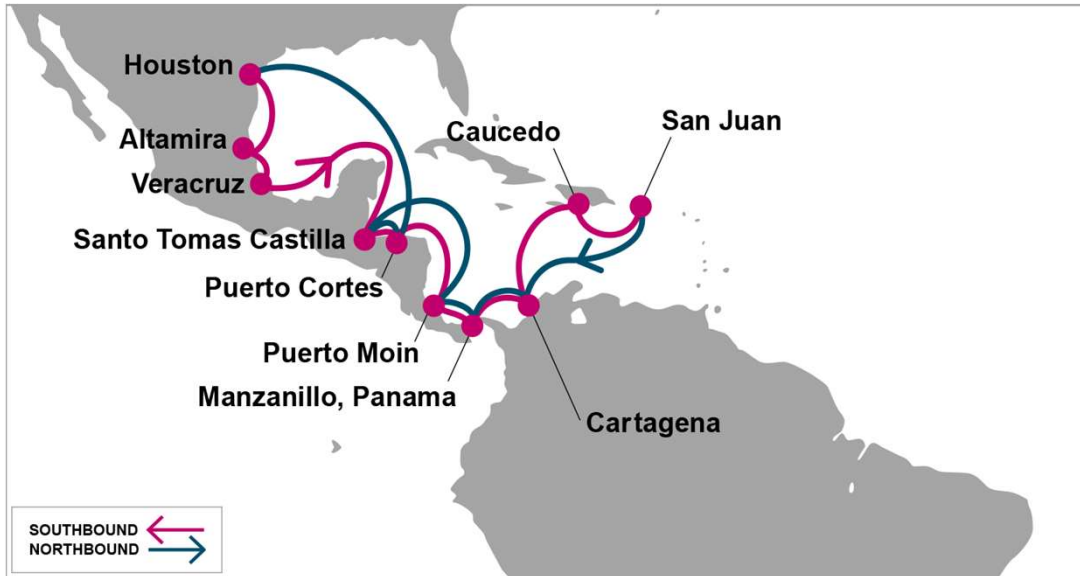 Houston
Altamira
Veracruz
Caucedo
San Juan
Santo Tomas Castilla
Puerto Cortes
Puerto Moin
Manzanillo, Panama
Cartagena
SOUTHBOUND
NORTHBOUND